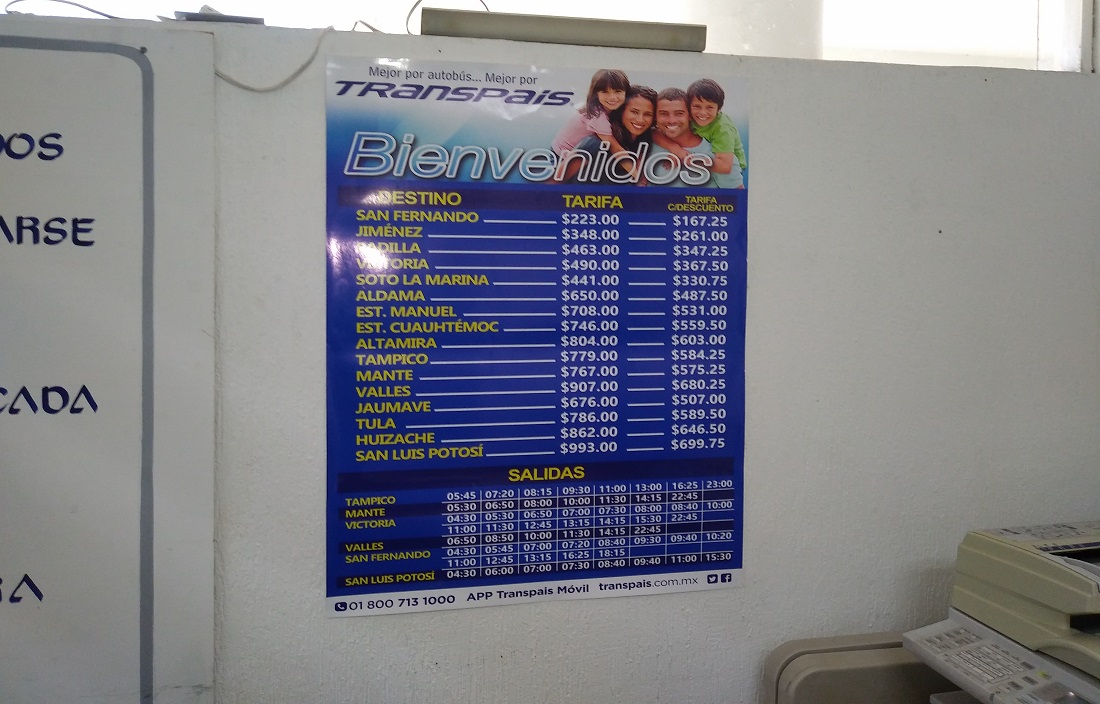 DOS
ARSE
CADA
Mejor por autobús... Mejor por
TRANSPAIS
Bienvenidos
DESTINO TARIFA TARIFA C/DESCUENTO
SAN FERNANDO $223.00 $167.25
JIMÉNEZ $348.00 $261.00
PADILLA $463.00 $347.25
VICTORIA $490.00 $367.50
SOTO LA MARINA $441.00 $330.75
ALDAMA $650.00 $487.50
EST. MANUEL $708.00 $531.00
EST. CUAUHTÉMOC $746.00 $559.50
ALTAMIRA $804.00 $603.00
TAMPICO $779.00 $584.25
MANTE $767.00 $575.25
VALLES $907.00 $680.25
JAUMAVE $676.00 $507.00
TULA $786.00 $589.50
HUIZACHE $862.00 $646.50
SAN LUIS POTOSÍ $993.00 $699.75
SALIDAS
TAMPICO 05:45 07:20 08:15 09:30 11:00 13:00 16:25 23:00
MANTE 05:30 06:50 08:00 10:00 11:30 14:15 22:45
VICTORIA 04:30 05:30 06:50 07:00 07:30 08:00 08:40 10:00
11:00 11:30 12:45 13:15 14:15 15:30 22:45
VALLES 06:50 08:50 10:00 11:30 14:15 22:45
SAN FERNANDO 04:30 05:45 07:00 07:20 08:40 09:30 09:40 10:20
11:00 12:45 13:15 16:25 18:15
SAN LUIS POTOSÍ 04:30 06:00 07:00 07:30 08:40 09:40 11:00 15:30
01 800 713 1000 APP Transpais Móvil transpais.com.mx